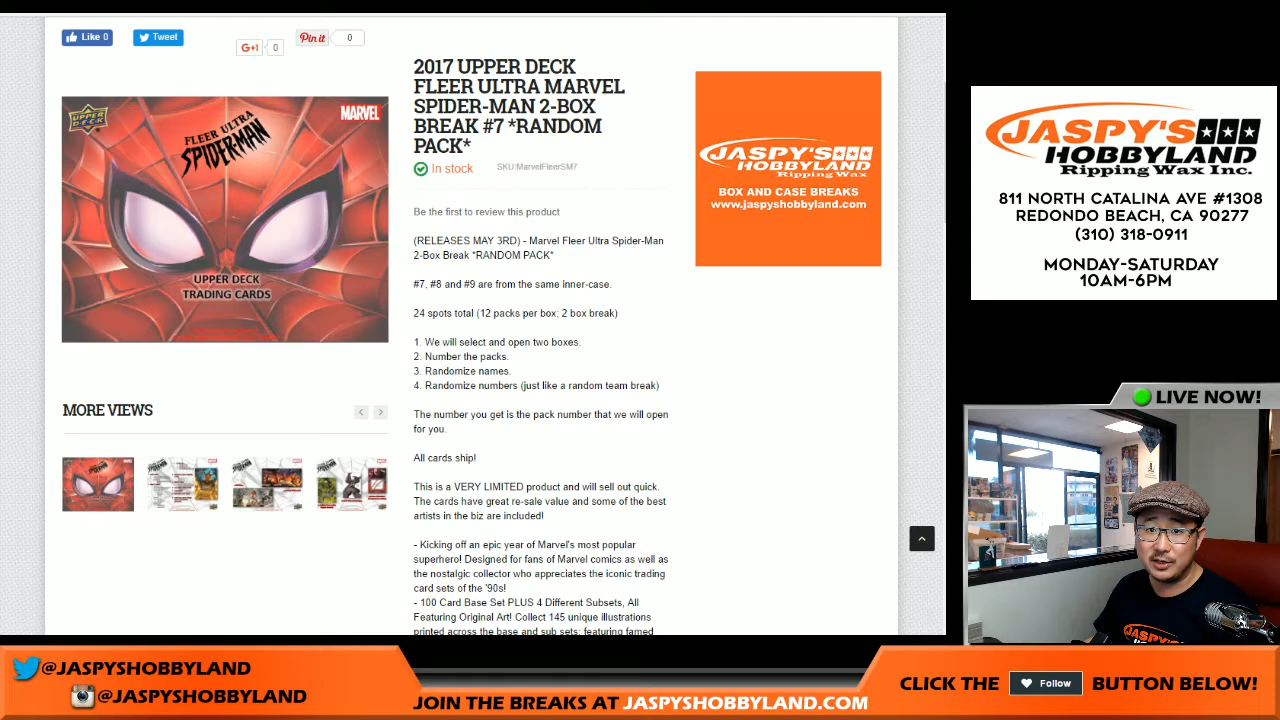 Like 0
Tweet
G+1
0
Pin it
0
2017 UPPER DECK
FLEER ULTRA MARVEL
SPIDER-MAN 2-BOX
BREAK #7 *RANDOM
PACK*
In stock
SKU:MarvelFleerSM7
Be the first to review this product
(RELEASES MAY 3RD) - Marvel Fleer Ultra Spider-Man
2-Box Break *RANDOM PACK*
#7, #8 and #9 are from the same inner-case.
24 spots total (12 packs per box; 2 box break)
1. We will select and open two boxes.
2. Number the packs.
3. Randomize names.
4. Randomize numbers (just like a random team break)
The number you get is the pack number that we will open
for you.
All cards ship!
This is a VERY LIMITED product and will sell out quick.
The cards have great re-sale value and some of the best
artists in the biz are included!
- Kicking off an epic year of Marvel's most popular
superhero! Designed for fans of Marvel comics as well as
the nostalgic collector who appreciates the iconic trading
card sets of the '90s!
- 100 Card Base Set PLUS 4 Different Subsets, All
Featuring Original Art! Collect 145 unique illustrations
printed across the base and sub sets; featuring famed
UPPER DECK
MARVEL
FLEER ULTRA
SPIDER-MAN
UPPER DECK
TRADING CARDS
MORE VIEWS
JASPY'S
HOBBYLAND
Ripping Wax
BOX AND CASE BREAKS
www.jaspyshobbyland.com
JASPY'S
HOBBYLAND
Ripping Wax Inc.
811 NORTH CATALINA AVE #1308
REDONDO BEACH, CA 90277
(310) 318-0911
MONDAY-SATURDAY
10AM-6PM
LIVE NOW!
JASPY'S
@JASPYSHOBBYLAND
@JASPYSHOBBYLAND
JOIN THE BREAKS AT JASPYSHOBBYLAND.COM
CLICK THE Follow BUTTON BELOW!